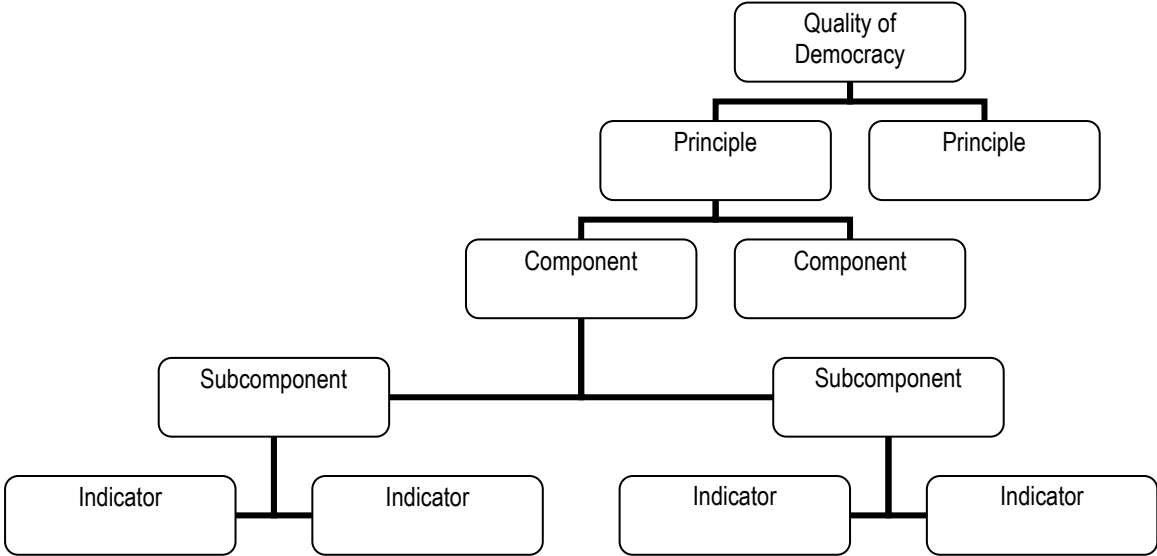 Quality of
Democracy
Principle
Principle
Component
Component
Subcomponent
Subcomponent
Indicator
Indicator
Indicator
Indicator